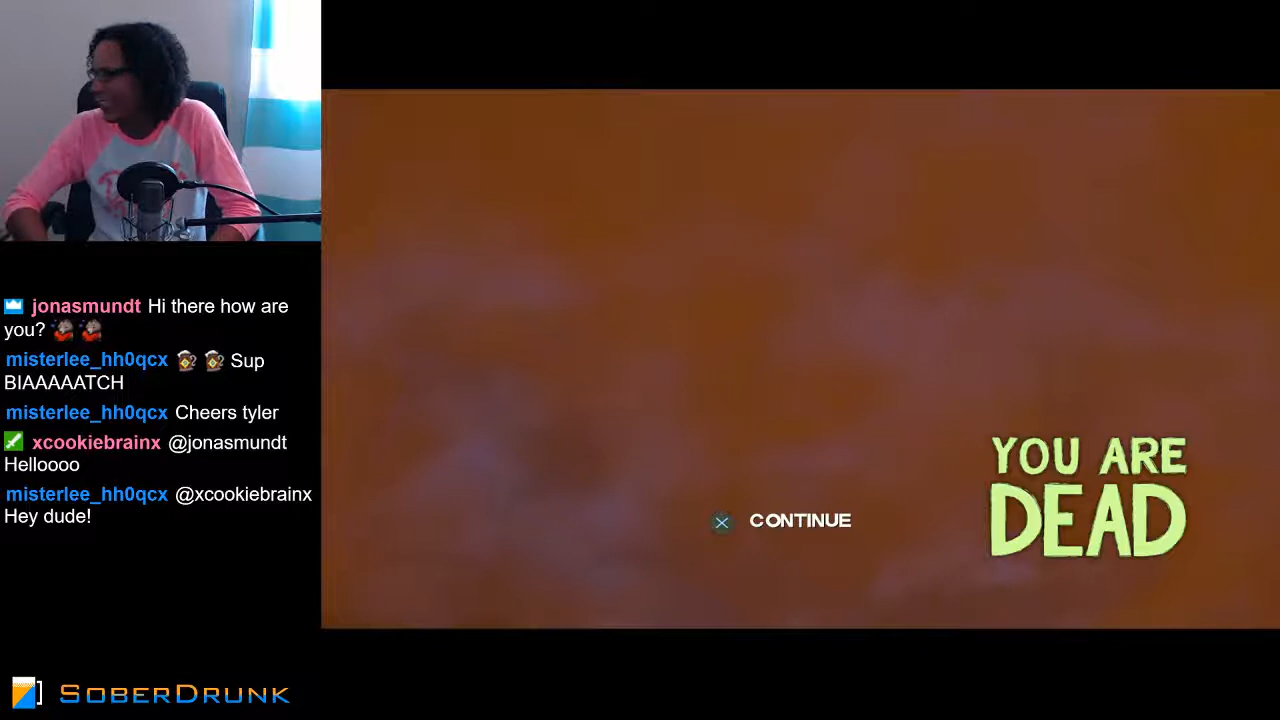 jonasmundt Hi there how are
you?
misterlee_hh0qcx Sup
BIAAAAATCH
misterlee_hh0qcx Cheers tyler
xcookiebrainx @jonasmundt
Helloooo
misterlee_hh0qcx @xcookiebrainx
Hey dude!
CONTINUE
YOU ARE
DEAD
SOBERDRUNK